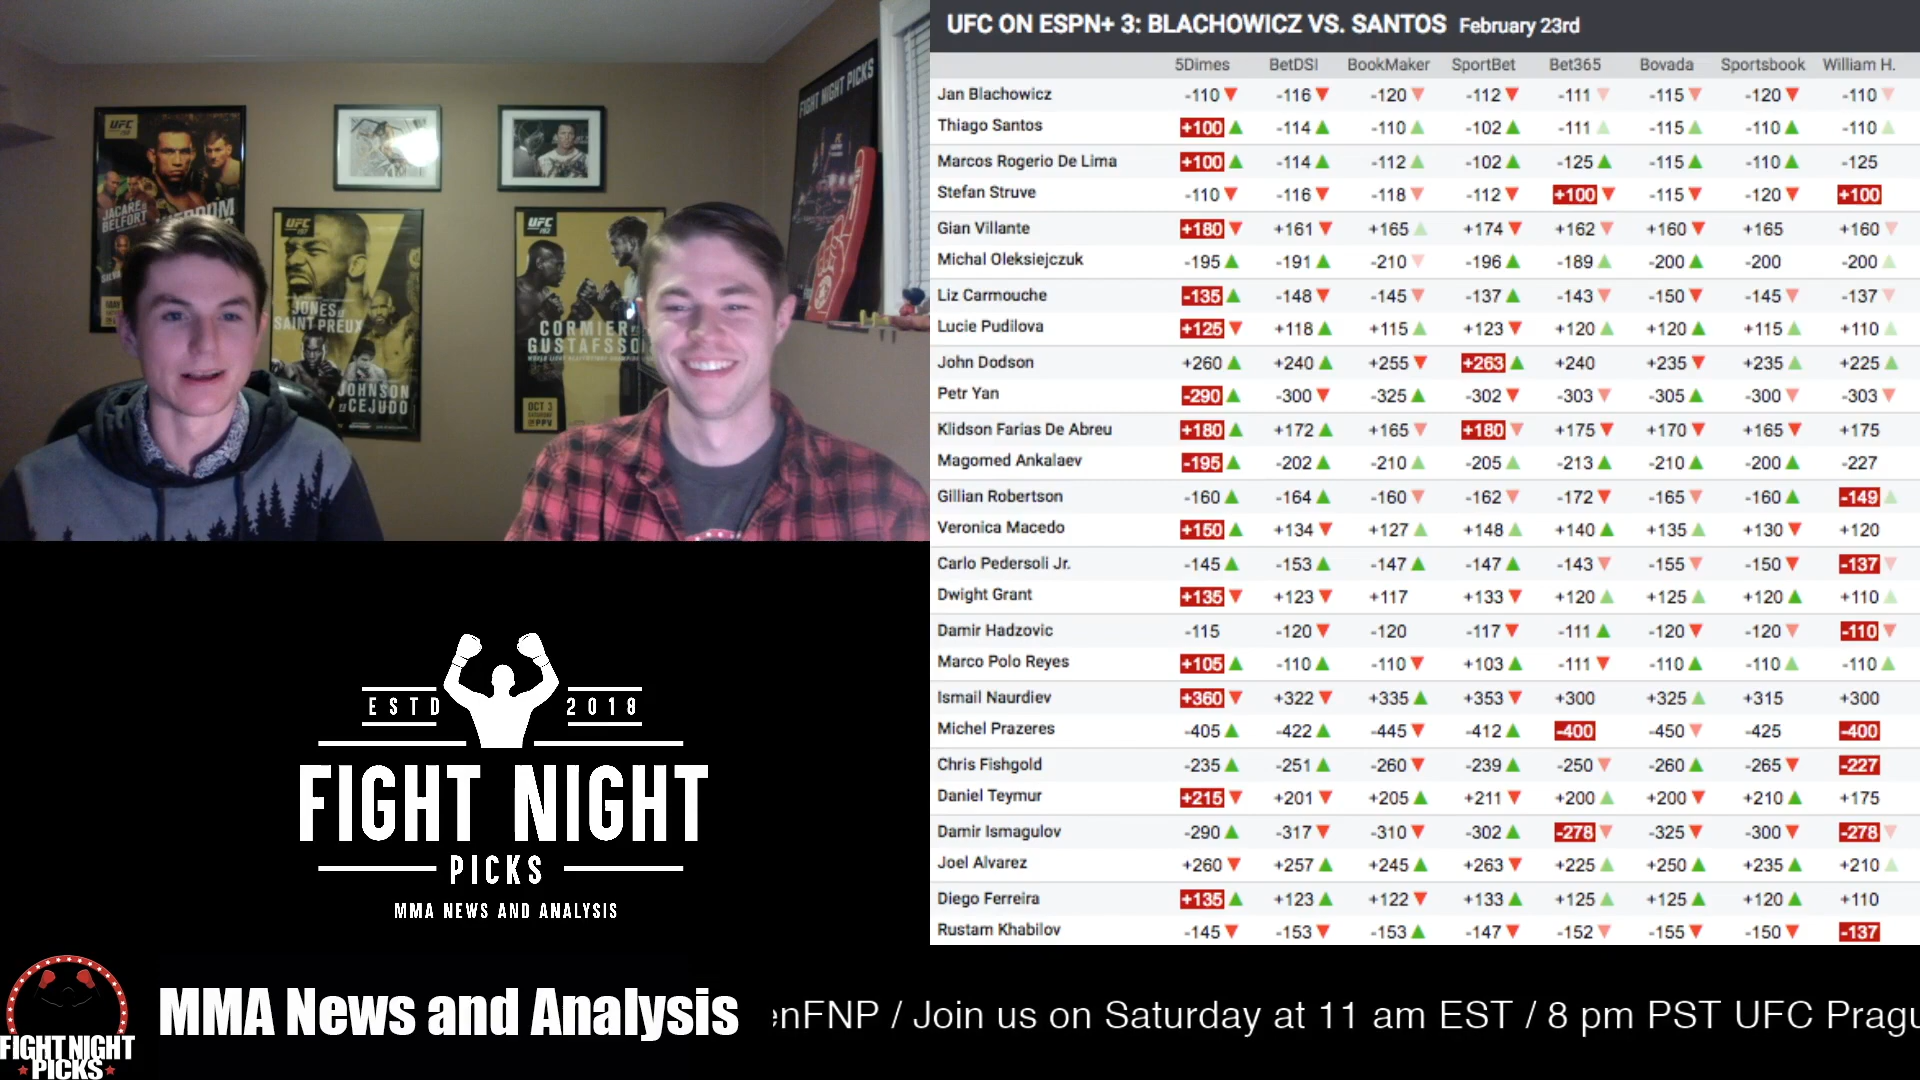 UFC
JACARE
BELFORT
UFC
JONES
SAINT PREUX
JOHNSON
CEJUDO
UFC
CORMIER
GUSTAFSSO
OCT 3
PPV
FIGHT NIGHT PICKS
UFC ON ESPN+ 3: BLACHOWICZ VS. SANTOS February 23rd
5Dimes BetDSI BookMaker SportBet Bet365 Bovada Sportsbook William H.
Jan Blachowicz -110▼ -116▼ -120▼ -112▼ -111▼ -115▼ -120▼ -110▼
Thiago Santos +100▲ -114▲ -110▲ -102▲ -111▲ -115▲ -110▲ -110▲
Marcos Rogerio De Lima +100▲ -114▲ -112▲ -102▲ -125▲ -115▲ -110▲ -125
Stefan Struve -110▼ -116▼ -118▼ -112▼ +100▼ -115▼ -120▼ +100
Gian Villante +180▼ +161▼ +165▲ +174▼ +162▼ +160▼ +165 +160▼
Michal Oleksiejczuk -195▲ -191▲ -210▼ -196▲ -189▲ -200▲ -200 -200▲
Liz Carmouche -135▲ -148▼ -145▼ -137▲ -143▼ -150▼ -145▼ -137▼
Lucie Pudilova +125▼ +118▲ +115▲ +123▼ +120▲ +120▲ +115▲ +110▲
John Dodson +260▲ +240▲ +255▼ +263▲ +240 +235▼ +235▲ +225▲
Petr Yan -290▲ -300▼ -325▲ -302▼ -303▼ -305▲ -300▼ -303▼
Klidson Farias De Abreu +180▲ +172▲ +165▼ +180▼ +175▼ +170▼ +165▼ +175
Magomed Ankalaev -195▲ -202▲ -210▲ -205▲ -213▲ -210▲ -200▲ -227
Gillian Robertson -160▲ -164▲ -160▼ -162▼ -172▼ -165▼ -160▲ -149▲
Veronica Macedo +150▲ +134▼ +127▲ +148▲ +140▲ +135▲ +130▼ +120
Carlo Pedersoli Jr. -145▲ -153▲ -147▲ -147▲ -143▼ -155▼ -150▼ -137▼
Dwight Grant +135▼ +123▼ +117 +133▼ +120▲ +125▲ +120▲ +110▲
Damir Hadzovic -115 -120▼ -120 -117▼ -111▲ -120▼ -120▼ -110▼
Marco Polo Reyes +105▲ -110▲ -110▼ +103▲ -111▼ -110▲ -110▲ -110▲
Ismail Naurdiev +360▼ +322▼ +335▲ +353▼ +300 +325▲ +315 +300
Michel Prazeres -405▲ -422▲ -445▼ -412▲ -400 -450▼ -425 -400
Chris Fishgold -235▲ -251▲ -260▼ -239▲ -250▼ -260▲ -265▼ -227
Daniel Teymur +215▼ +201▼ +205▲ +211▼ +200▲ +200▼ +210▲ +175
Damir Ismagulov -290▲ -317▼ -310▼ -302▲ -278▼ -325▼ -300▼ -278▼
Joel Alvarez +260▼ +257▲ +245▲ +263▼ +225▲ +250▲ +235▲ +210▲
Diego Ferreira +135▲ +123▲ +122▼ +133▲ +125▲ +125▲ +120▲ +110
Rustam Khabilov -145▼ -153▼ -153▲ -147▼ -152▼ -155▼ -150▼ -137
ESTD 2018
FIGHT NIGHT
PICKS
MMA NEWS AND ANALYSIS
FIGHT NIGHT
PICKS
MMA News and Analysis
enFNP / Join us on Saturday at 11 am EST / 8 pm PST UFC Pragu